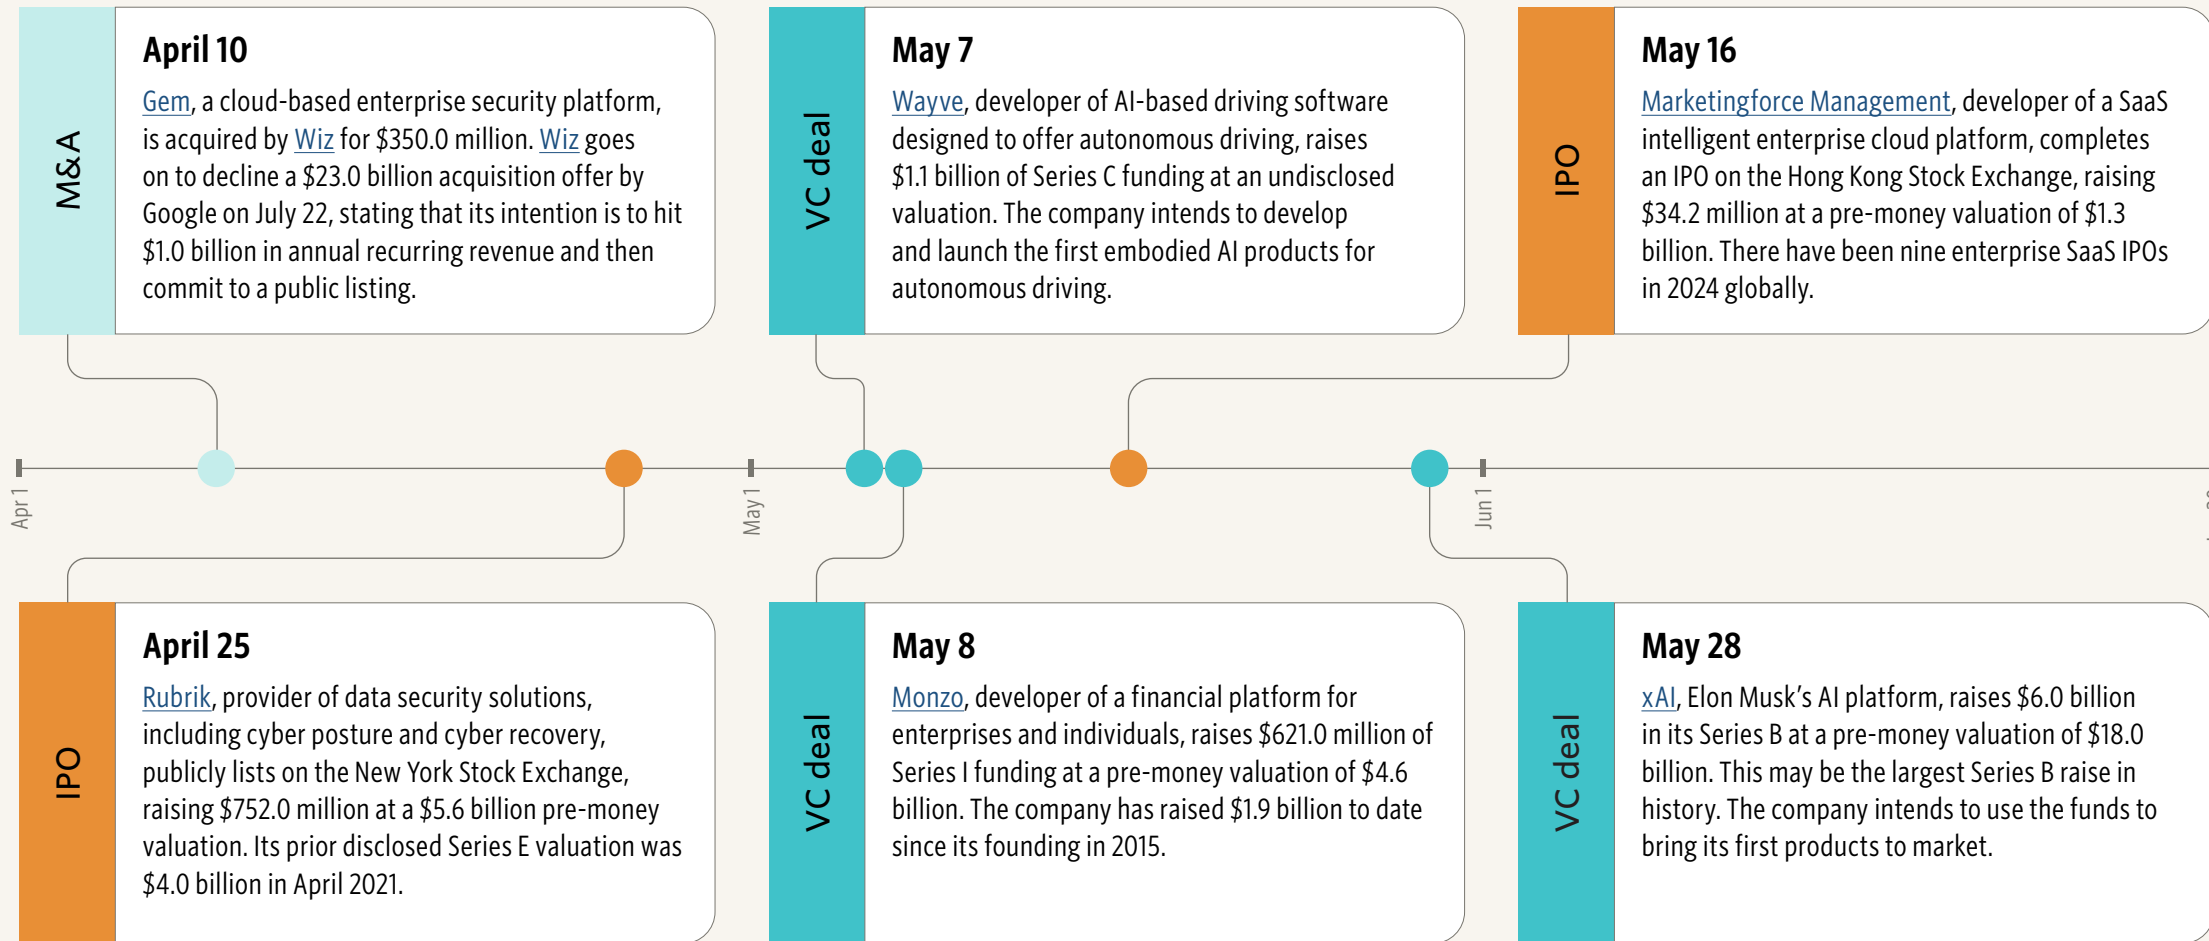 M&A
April 10
Gem, a cloud-based enterprise security platform,
is acquired by Wiz for $350.0 million. Wiz goes
on to decline a $23.0 billion acquisition offer by
Google on July 22, stating that its intention is to hit
$1.0 billion in annual recurring revenue and then
commit to a public listing.
VC deal
May 7
Wayve, developer of AI-based driving software
designed to offer autonomous driving, raises
$1.1 billion of Series C funding at an undisclosed
valuation. The company intends to develop
and launch the first embodied AI products for
autonomous driving.
IPO
May 16
Marketingforce Management, developer of a SaaS
intelligent enterprise cloud platform, completes
an IPO on the Hong Kong Stock Exchange, raising
$34.2 million at a pre-money valuation of $1.3
billion. There have been nine enterprise SaaS IPOs
in 2024 globally.
Apr 1
May 1
Jun 1
IPO
April 25
Rubrik, provider of data security solutions,
including cyber posture and cyber recovery,
publicly lists on the New York Stock Exchange,
raising $752.0 million at a $5.6 billion pre-money
valuation. Its prior disclosed Series E valuation was
$4.0 billion in April 2021.
VC deal
May 8
Monzo, developer of a financial platform for
enterprises and individuals, raises $621.0 million of
Series I funding at a pre-money valuation of $4.6
billion. The company has raised $1.9 billion to date
since its founding in 2015.
VC deal
May 28
xAI, Elon Musk’s AI platform, raises $6.0 billion
in its Series B at a pre-money valuation of $18.0
billion. This may be the largest Series B raise in
history. The company intends to use the funds to
bring its first products to market.